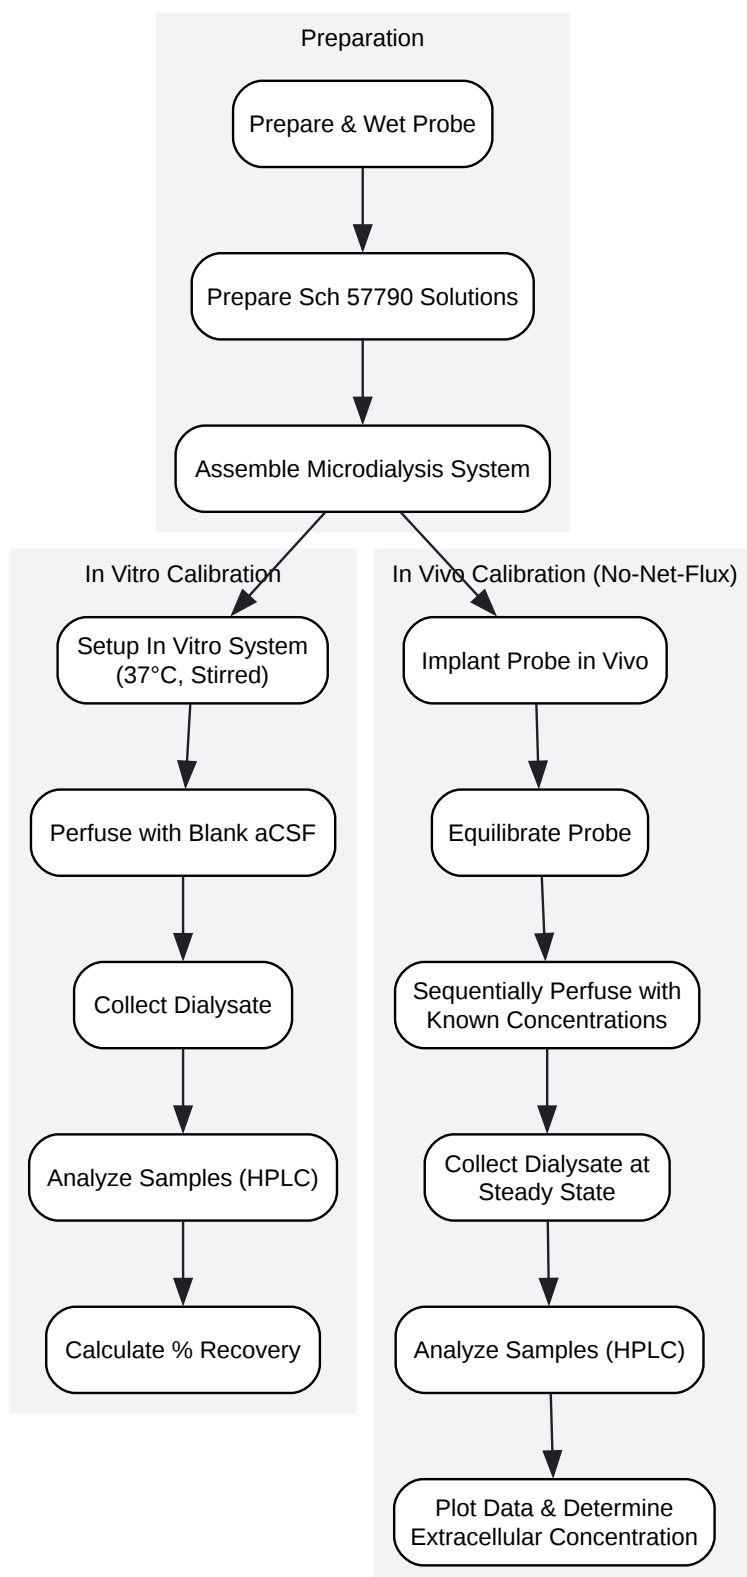 Preparation
Prepare & Wet Probe
Prepare Sch 57790 Solutions
Assemble Microdialysis System
In Vitro Calibration
Setup In Vitro System
(37°C, Stirred)
Perfuse with Blank aCSF
Collect Dialysate
Analyze Samples (HPLC)
Calculate % Recovery
In Vivo Calibration (No-Net-Flux)
Implant Probe in Vivo
Equilibrate Probe
Sequentially Perfuse with
Known Concentrations
Collect Dialysate at
Steady State
Analyze Samples (HPLC)
Plot Data & Determine
Extracellular Concentration